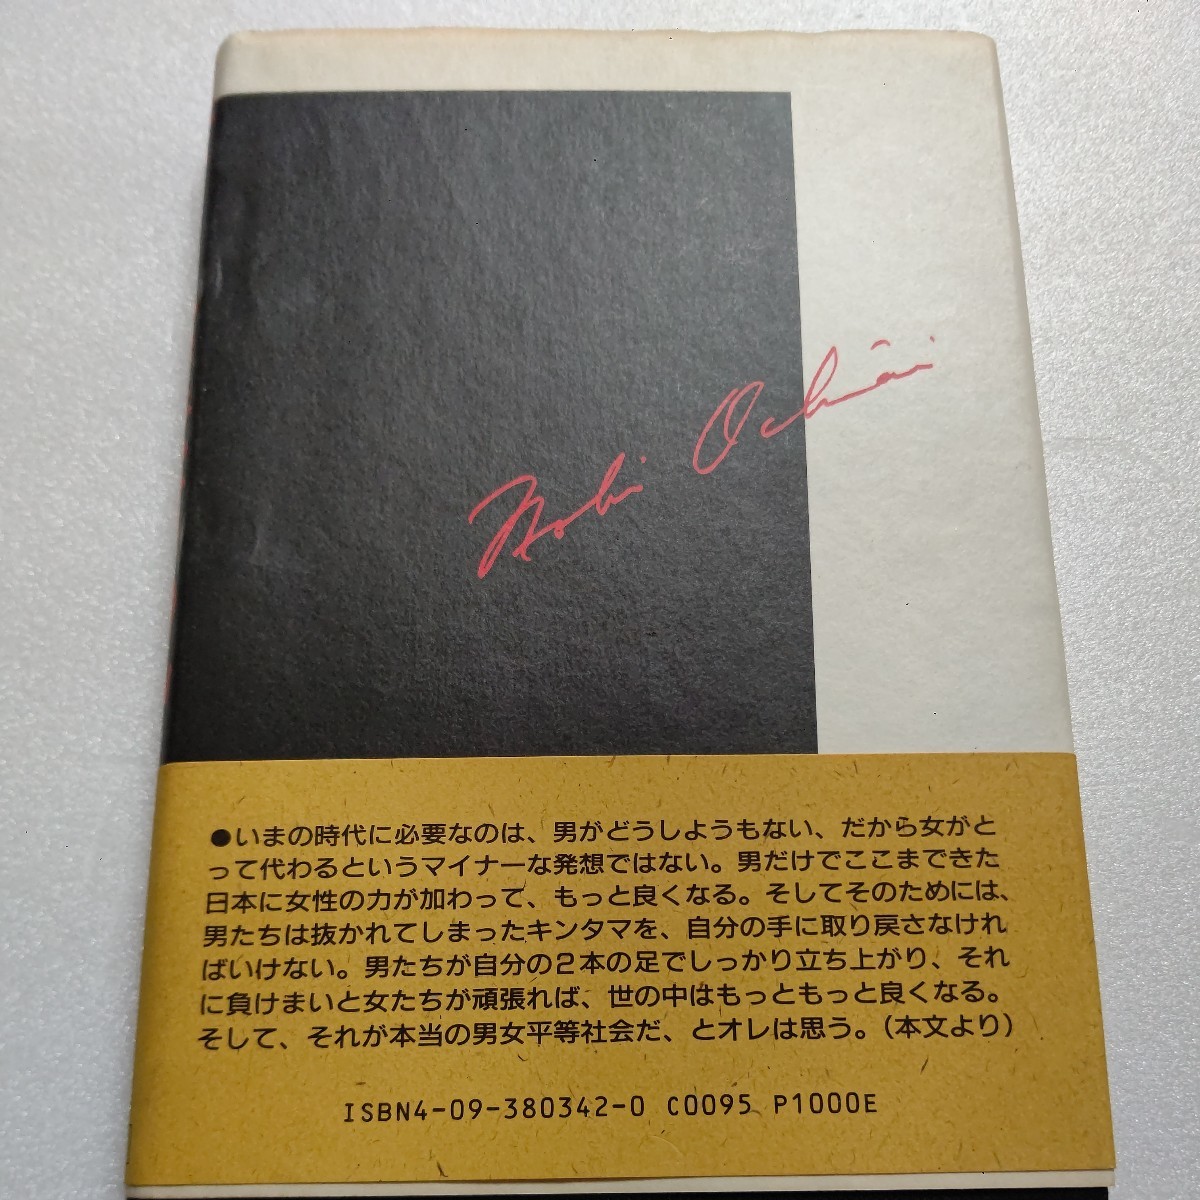 Nobi Ochiai
●いまの時代に必要なのは、男がどうしようもない、だから女がと
って代わるというマイナーな発想ではない。男だけでここまできた
日本に女性の力が加わって、もっと良くなる。そしてそのためには、
男たちは抜かれてしまったキンタマを、自分の手に取り戻さなけれ
ばいけない。男たちが自分の2本の足でしっかり立ち上がり、それ
に負けまいと女たちが頑張れば、世の中はもっともっと良くなる。
そして、それが本当の男女平等社会だ、とオレは思う。（本文より）
ISBN4-09-380342-0 C0095 P1000E